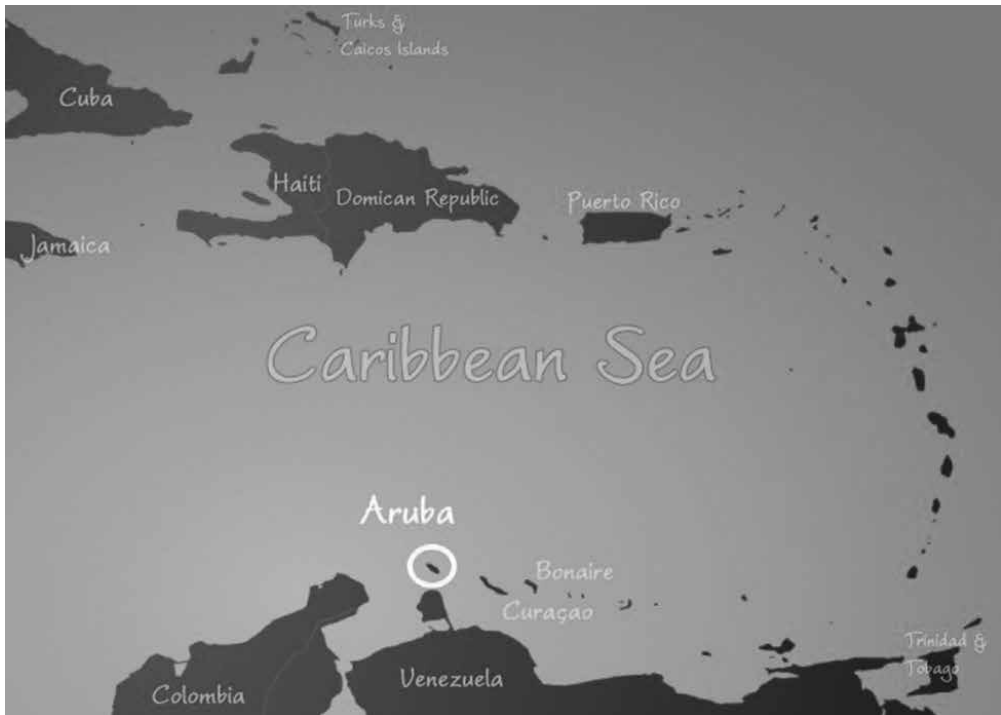 Turks &
Caicos Islands
Cuba
Haiti
Domican Republic
Puerto Rico
Jamaica
Caribbean Sea
Aruba
Bonaire
Curaçao
Trinidad &
Tobago
Venezuela
Colombia